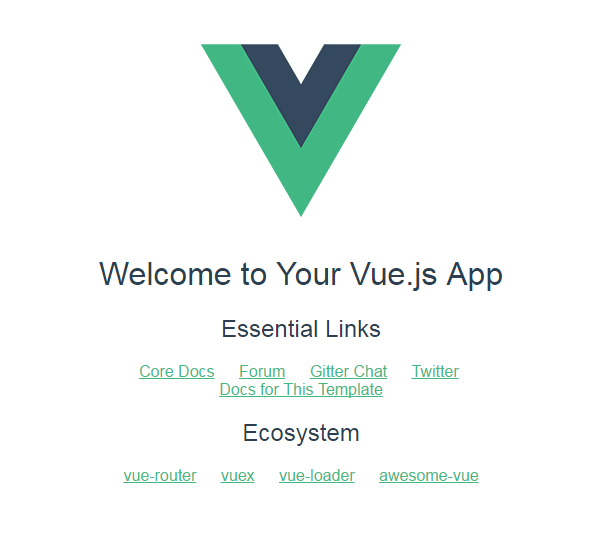 Welcome to Your Vue.js App
Essential Links
Core Docs Forum Gitter Chat Twitter
Docs for This Template
Ecosystem
vue-router vuex vue-loader awesome-vue